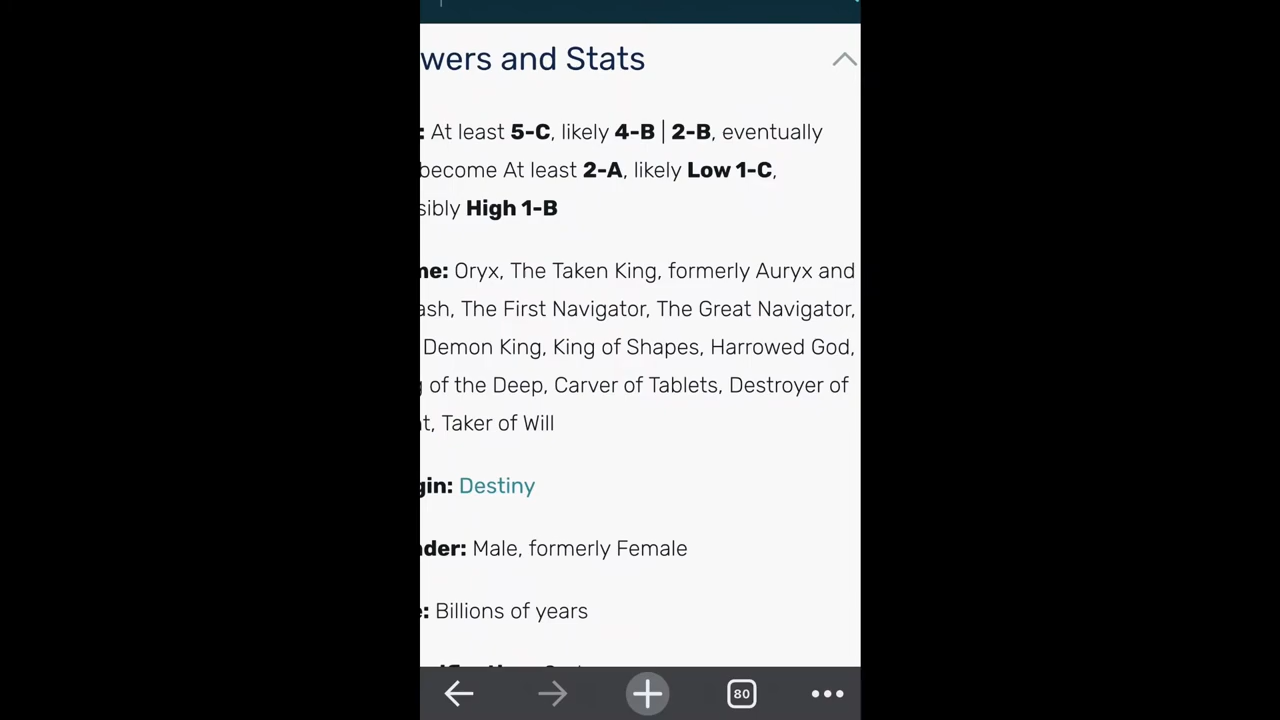 wers and Stats
: At least 5-C, likely 4-B | 2-B, eventually
become At least 2-A, likely Low 1-C,
sibly High 1-B
ne: Oryx, The Taken King, formerly Auryx and
ash, The First Navigator, The Great Navigator,
Demon King, King of Shapes, Harrowed God,
g of the Deep, Carver of Tablets, Destroyer of
t, Taker of Will
gin: Destiny
der: Male, formerly Female
e: Billions of years
80